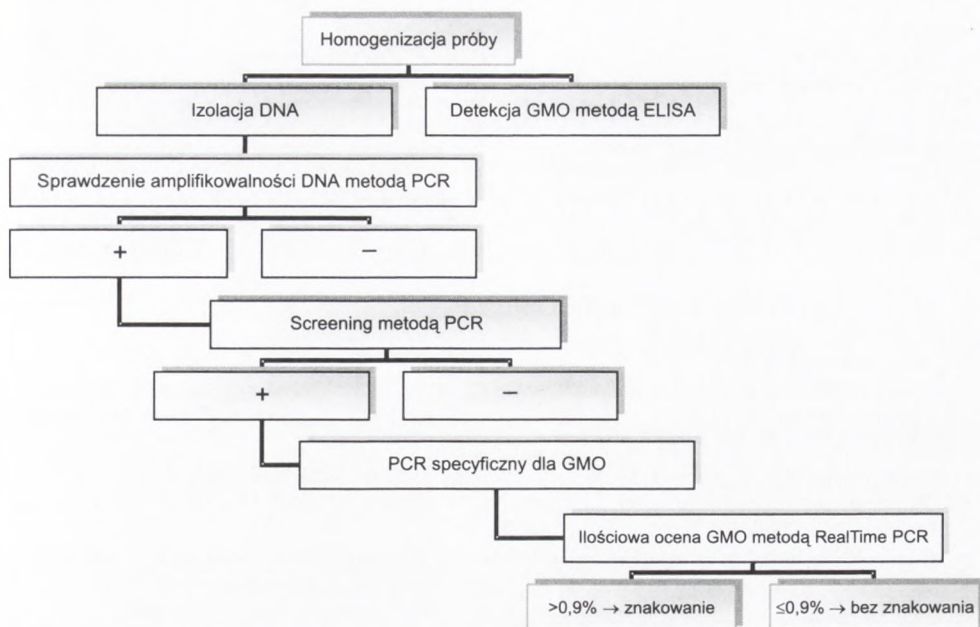 Homogenizacja próby
Izolacja DNA
Detekcja GMO metodą ELISA
Sprawdzenie amplifikowalności DNA metodą PCR
+
−
Screening metodą PCR
+
−
PCR specyficzny dla GMO
Ilościowa ocena GMO metodą RealTime PCR
>0,9% → znakowanie
≤0,9% → bez znakowania